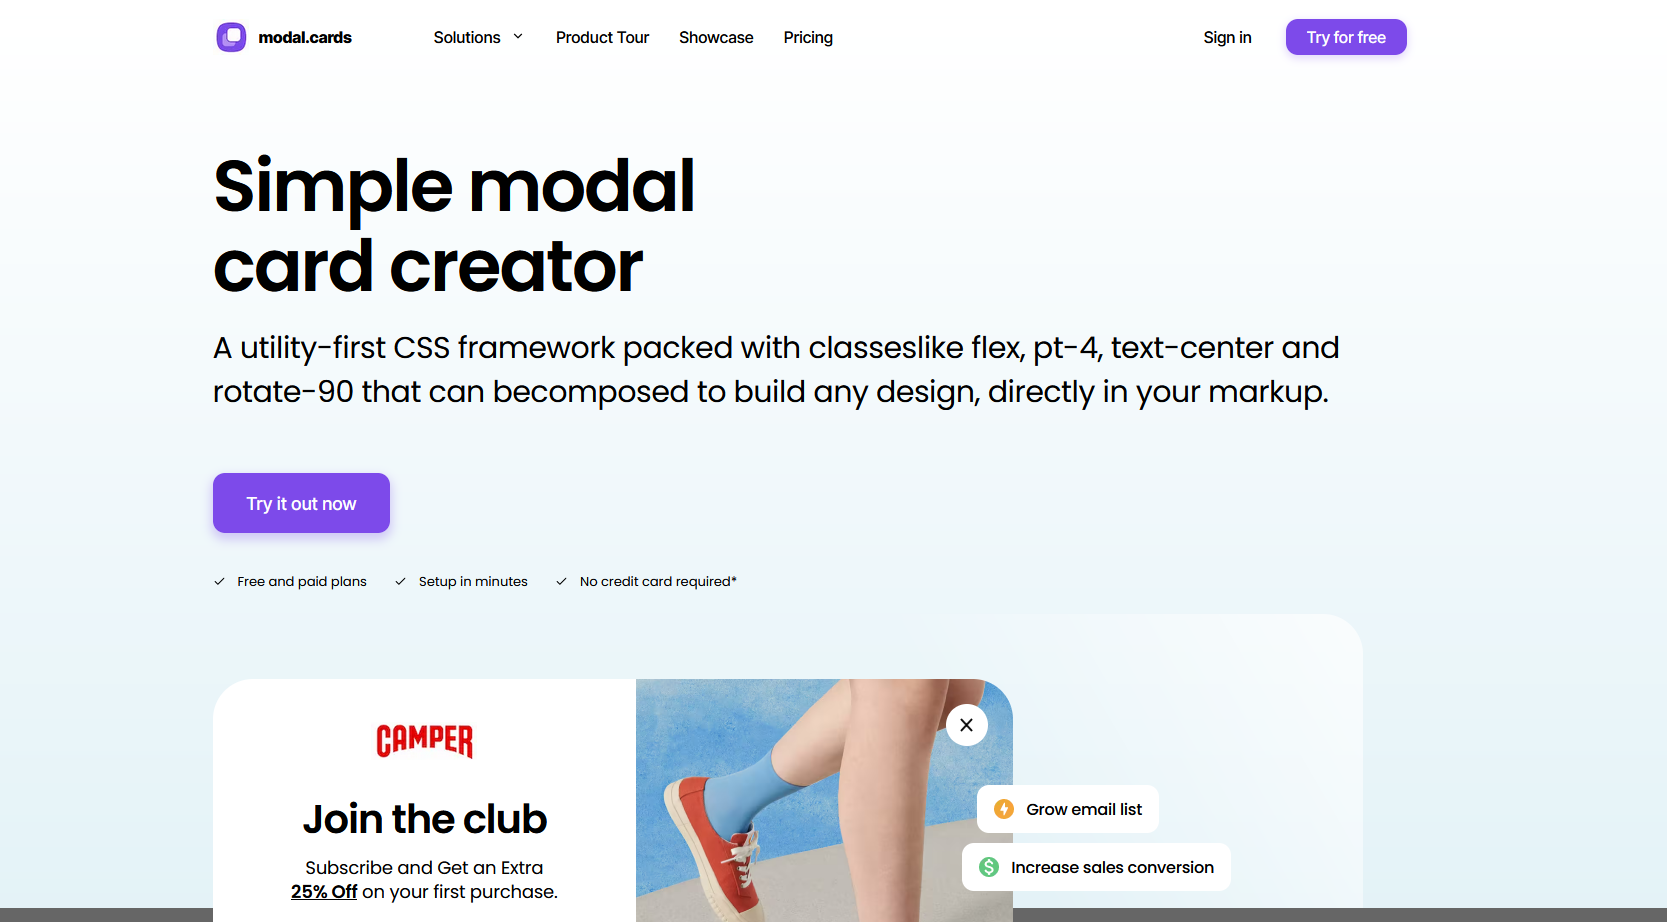 modal.cards
Solutions
Product Tour
Showcase
Pricing
Sign in
Try for free
Simple modal
card creator
A utility-first CSS framework packed with classeslike flex, pt-4, text-center and
rotate-90 that can becomposed to build any design, directly in your markup.
Try it out now
Free and paid plans
Setup in minutes
No credit card required*
CAMPER
Join the club
Subscribe and Get an Extra
25% Off on your first purchase.
Grow email list
Increase sales conversion